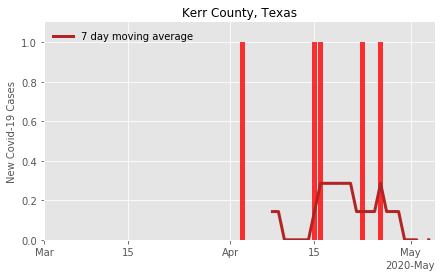 Kerr County, Texas
7 day moving average
New Covid-19 Cases
1.0
0.8
0.6
0.4
0.2
0.0
Mar 15 Apr 15 May
2020-May